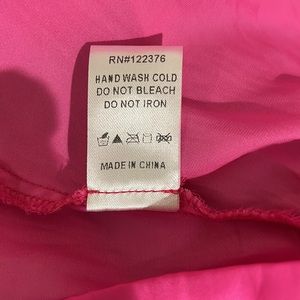 RN#122376
HAND WASH COLD
DO NOT BLEACH
DO NOT IRON
MADE IN CHINA